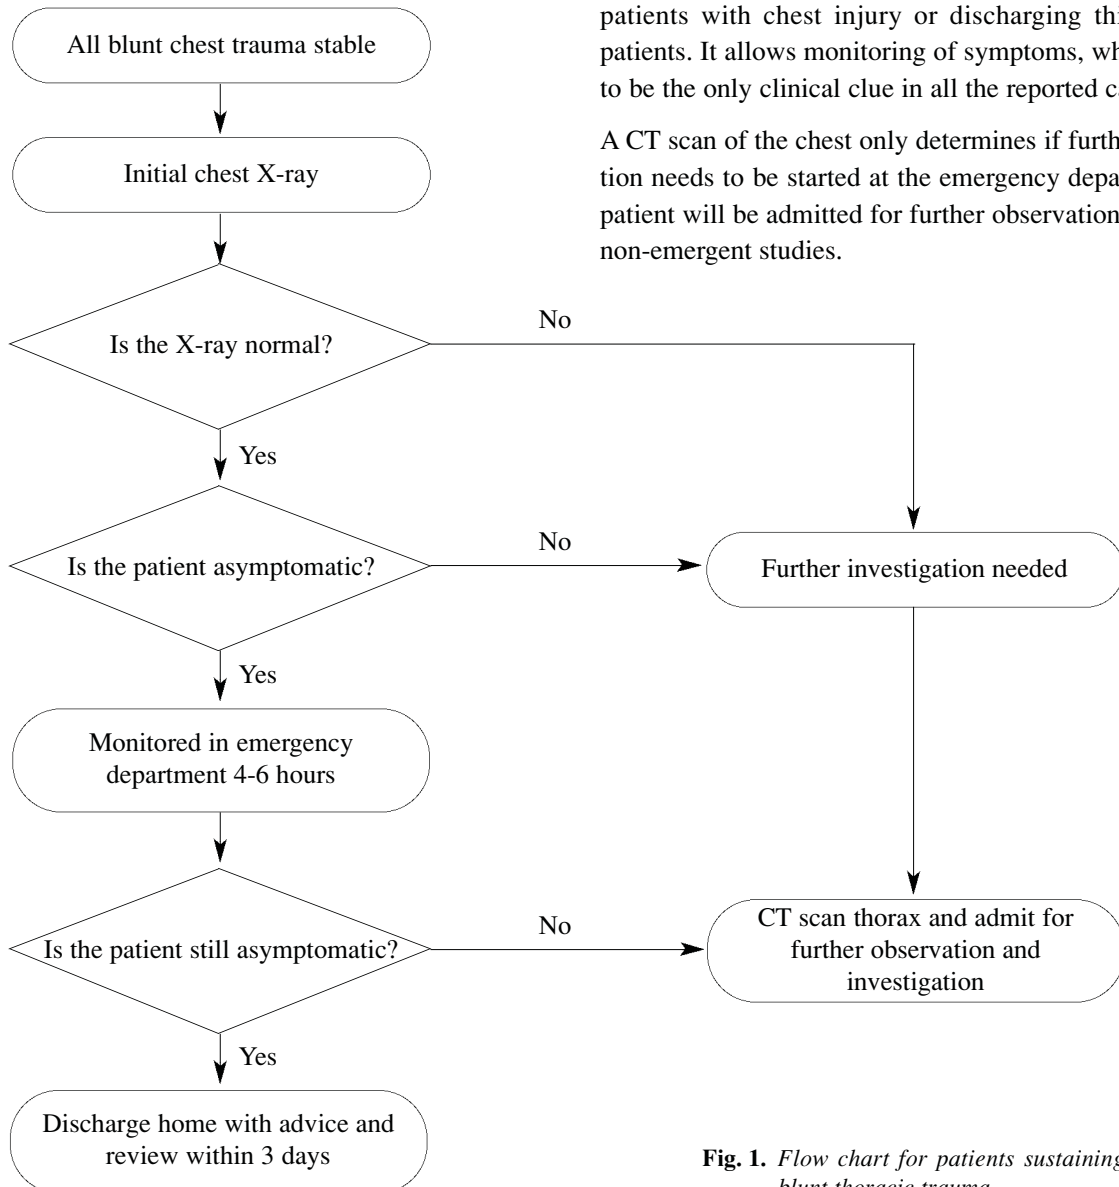 patients with chest injury or discharging
patients. It allows monitoring of symptoms,
to be the only clinical clue in all the reported
A CT scan of the chest only determines if
tion needs to be started at the emergency
patient will be admitted for further observation
non-emergent studies.
All blunt chest trauma stable
Initial chest X-ray
Is the X-ray normal?
No
Yes
Is the patient asymptomatic?
No
Further investigation needed
Yes
Monitored in emergency
department 4-6 hours
Is the patient still asymptomatic?
No
CT scan thorax and admit for
further observation and
investigation
Yes
Discharge home with advice and
review within 3 days
Fig. 1. Flow chart for patients sustaining
blunt thoracic trauma